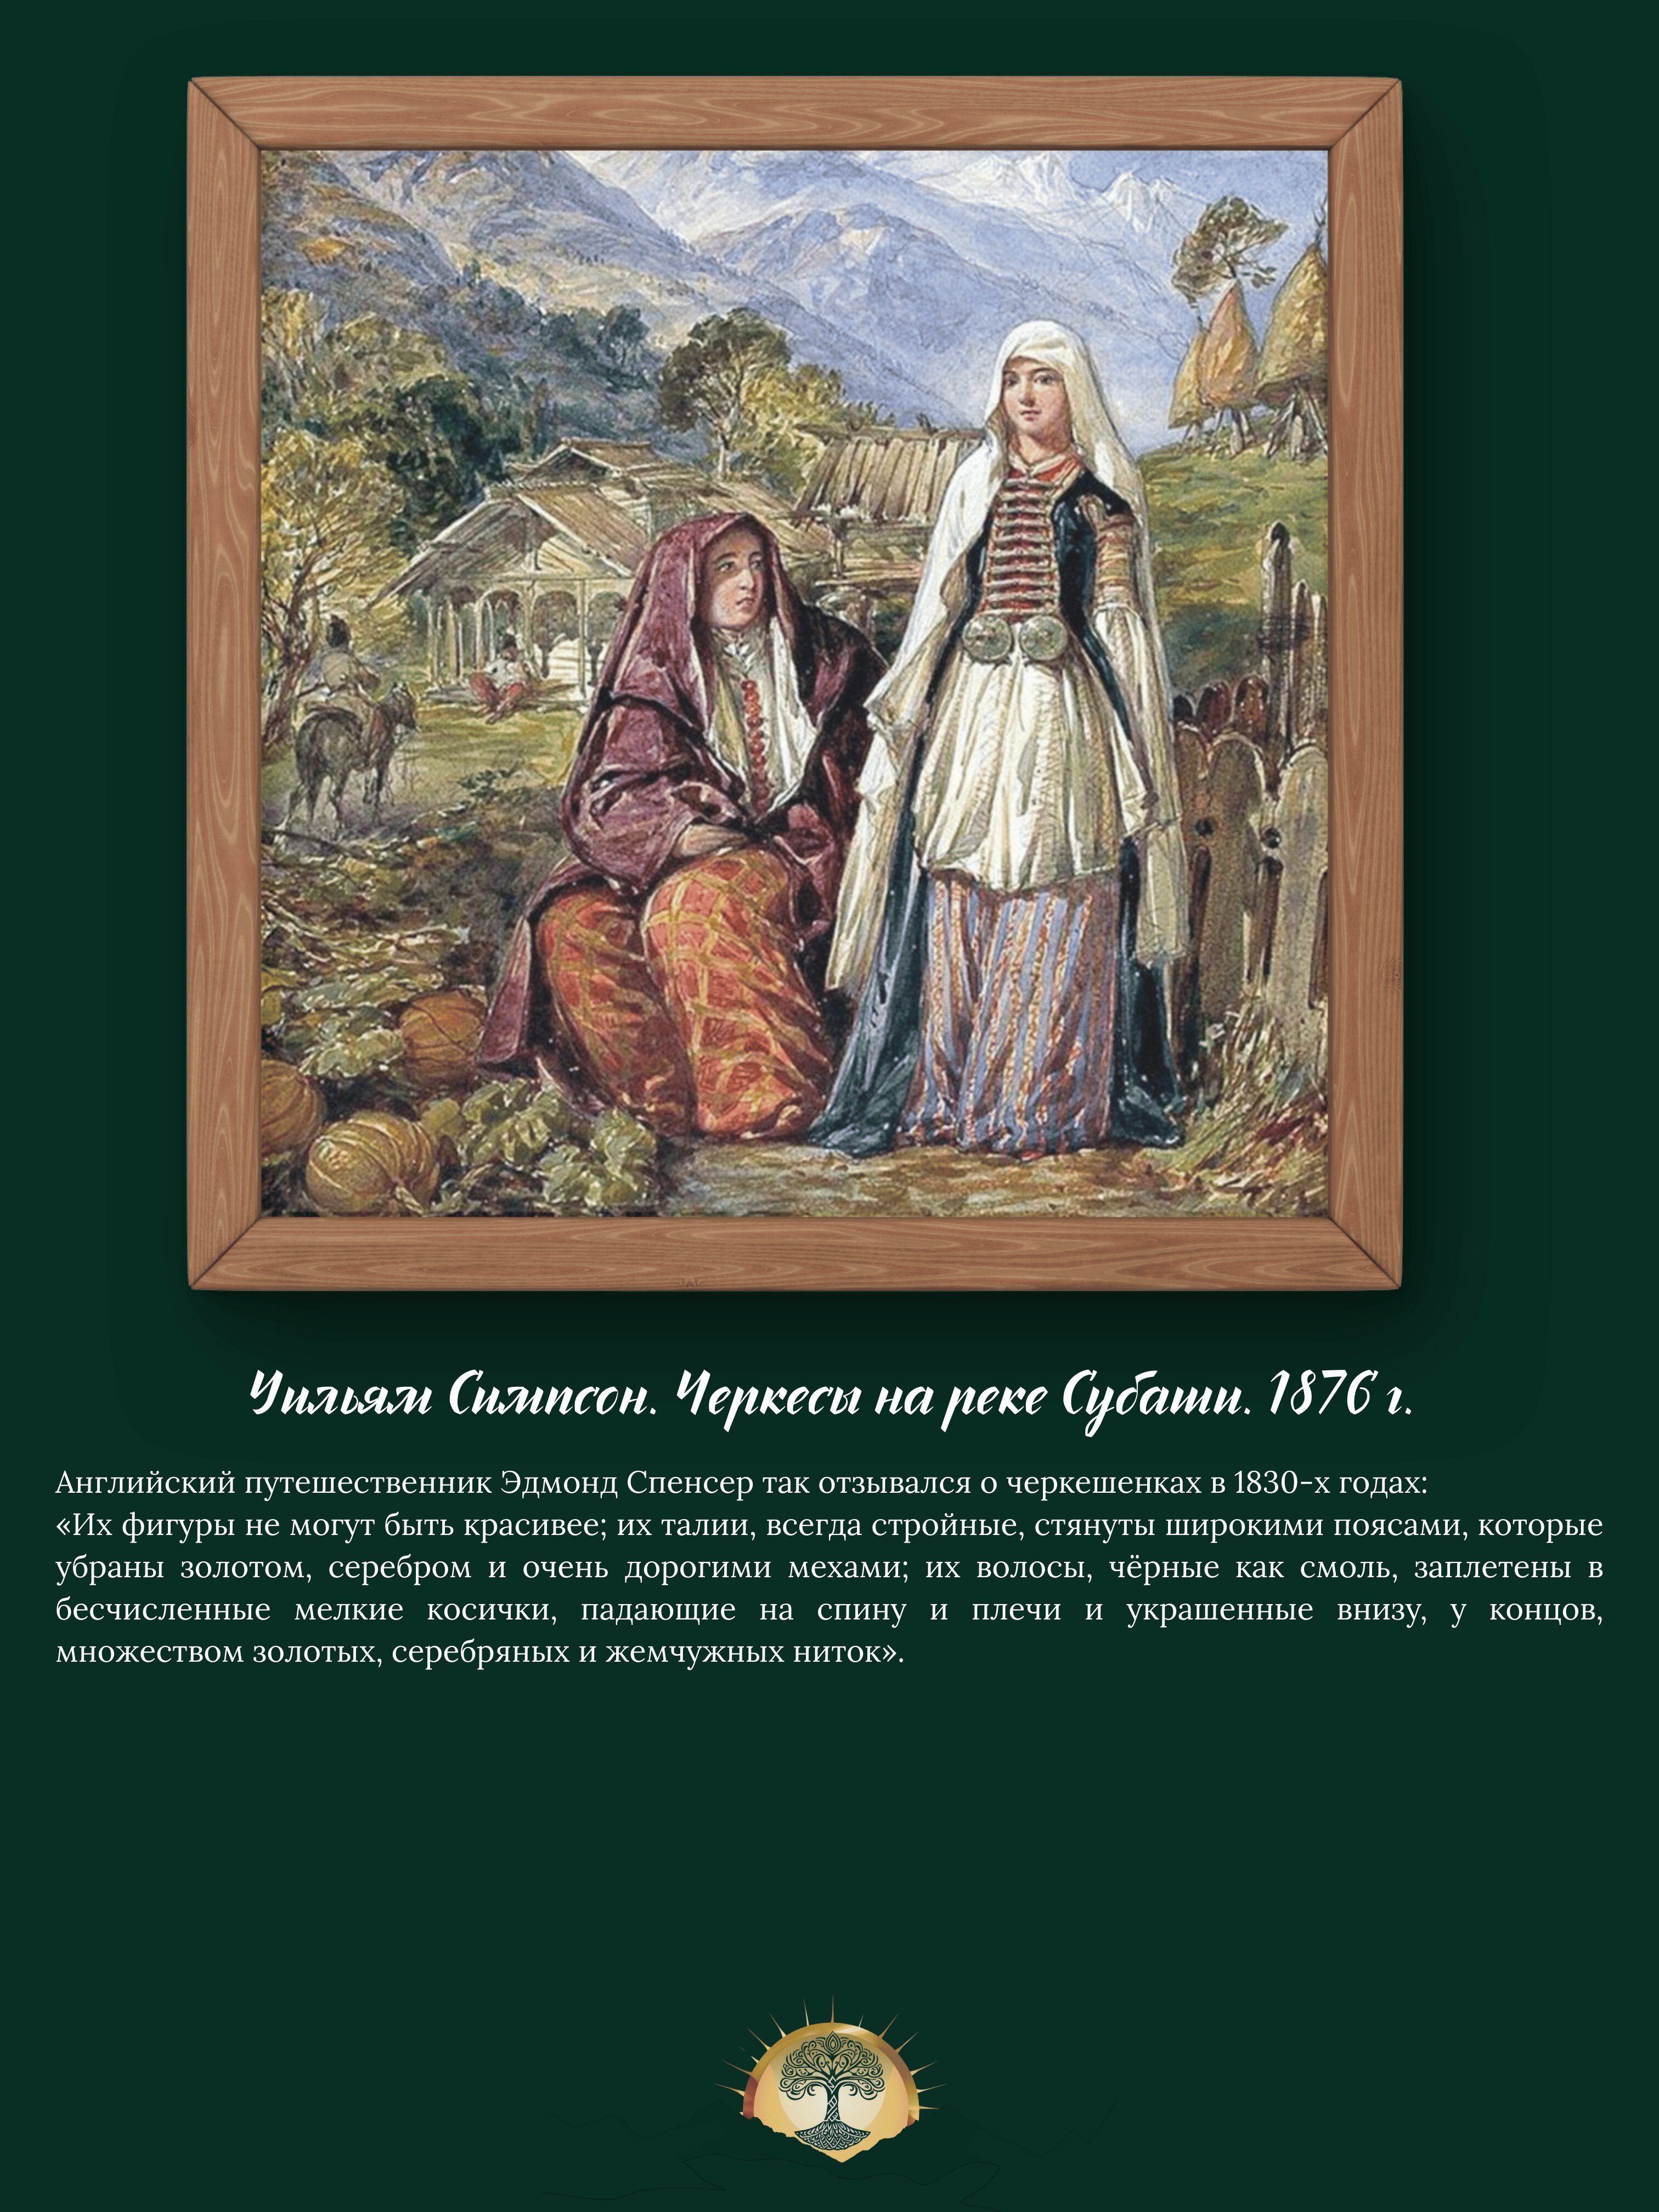 Уильям Симпсон. Черкесы на реке Субаши. 1876 г.
Английский путешественник Эдмонд Спенсер так отзывался о черкешенках в 1830-х годах:
«Их фигуры не могут быть красивее; их талии, всегда стройные, стянуты широкими поясами, которые
убраны золотом, серебром и очень дорогими мехами; их волосы, чёрные как смоль, заплетены в
бесчисленные мелкие косички, падающие на спину и плечи и украшенные внизу, у концов,
множеством золотых, серебряных и жемчужных ниток».